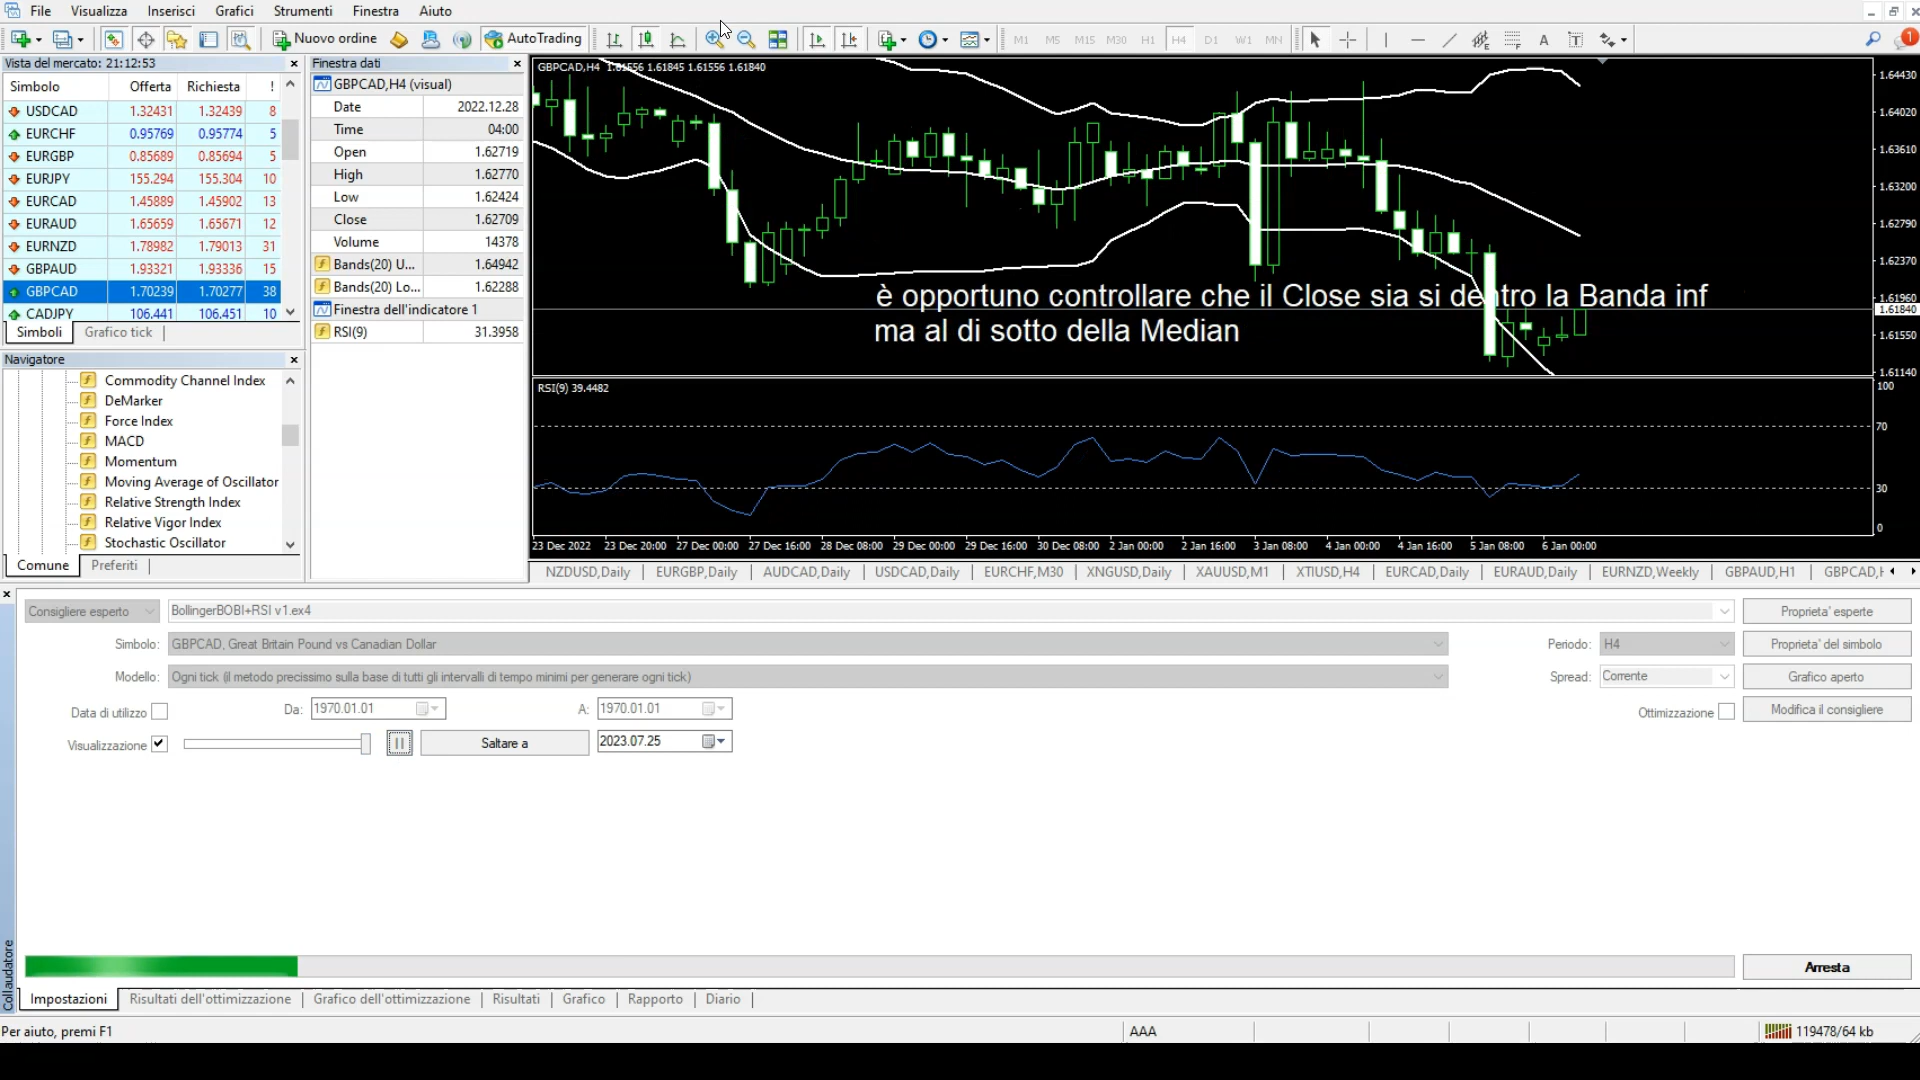 File Visualizza Inserisci Grafici Strumenti Finestra Aiuto
Nuovo ordine AutoTrading M1 M5 M15 M30 H1 H4 D1 W1 MN A T 1
Vista del mercato: 21:12:53
Simbolo Offerta Richiesta !
USDCAD 1.32431 1.32439 8
EURCHF 0.95769 0.95774 5
EURGBP 0.85689 0.85694 5
EURJPY 155.294 155.304 10
EURCAD 1.45889 1.45902 13
EURAUD 1.65659 1.65671 12
EURNZD 1.78982 1.79013 31
GBPAUD 1.93321 1.93336 15
GBPCAD 1.70239 1.70277 38
CADJPY 106.441 106.451 10
Simboli Grafico tick
Navigatore
Commodity Channel Index
DeMarker
Force Index
MACD
Momentum
Moving Average of Oscillator
Relative Strength Index
Relative Vigor Index
Stochastic Oscillator
Comune Preferiti
Finestra dati
GBPCAD,H4 (visual)
Date 2022.12.28
Time 04:00
Open 1.62719
High 1.62770
Low 1.62424
Close 1.62709
Volume 14378
Bands(20) U... 1.64942
Bands(20) Lo... 1.62288
Finestra dell'indicatore 1
RSI(9) 31.3958
GBPCAD,H4 1.61556 1.61845 1.61556 1.61840
1.64430
1.64020
1.63610
1.63200
1.62790
1.62370
1.61960
1.61840
1.61550
1.61140
è opportuno controllare che il Close sia si dentro la Banda inf
ma al di sotto della Median
RSI(9) 39.4482
100
70
30
0
23 Dec 2022 23 Dec 20:00 27 Dec 00:00 27 Dec 16:00 28 Dec 08:00 29 Dec 00:00 29 Dec 16:00 30 Dec 08:00 2 Jan 00:00 2 Jan 16:00 3 Jan 08:00 4 Jan 00:00 4 Jan 16:00 5 Jan 08:00 6 Jan 00:00
NZDUSD,Daily EURGBP,Daily AUDCAD,Daily USDCAD,Daily EURCHF,M30 XNGUSD,Daily XAUUSD,M1 XTIUSD,H4 EURCAD,Daily EURAUD,Daily EURNZD,Weekly GBPAUD,H1 GBPCAD,H
Consigliere esperto BollingerBOBI+RSI v1.ex4 Proprieta' esperte
Simbolo: GBPCAD, Great Britain Pound vs Canadian Dollar Periodo: H4 Proprieta' del simbolo
Modello: Ogni tick (il metodo precissimo sulla base di tutti gli intervalli di tempo minimi per generare ogni tick) Spread: Corrente Grafico aperto
Data di utilizzo Da: 1970.01.01 A: 1970.01.01 Ottimizzazione Modifica il consigliere
Visualizzazione Saltare a 2023.07.25
Arresta
Collaudatore
Impostazioni Risultati dell'ottimizzazione Grafico dell'ottimizzazione Risultati Grafico Rapporto Diario
Per aiuto, premi F1 AAA 119478/64 kb